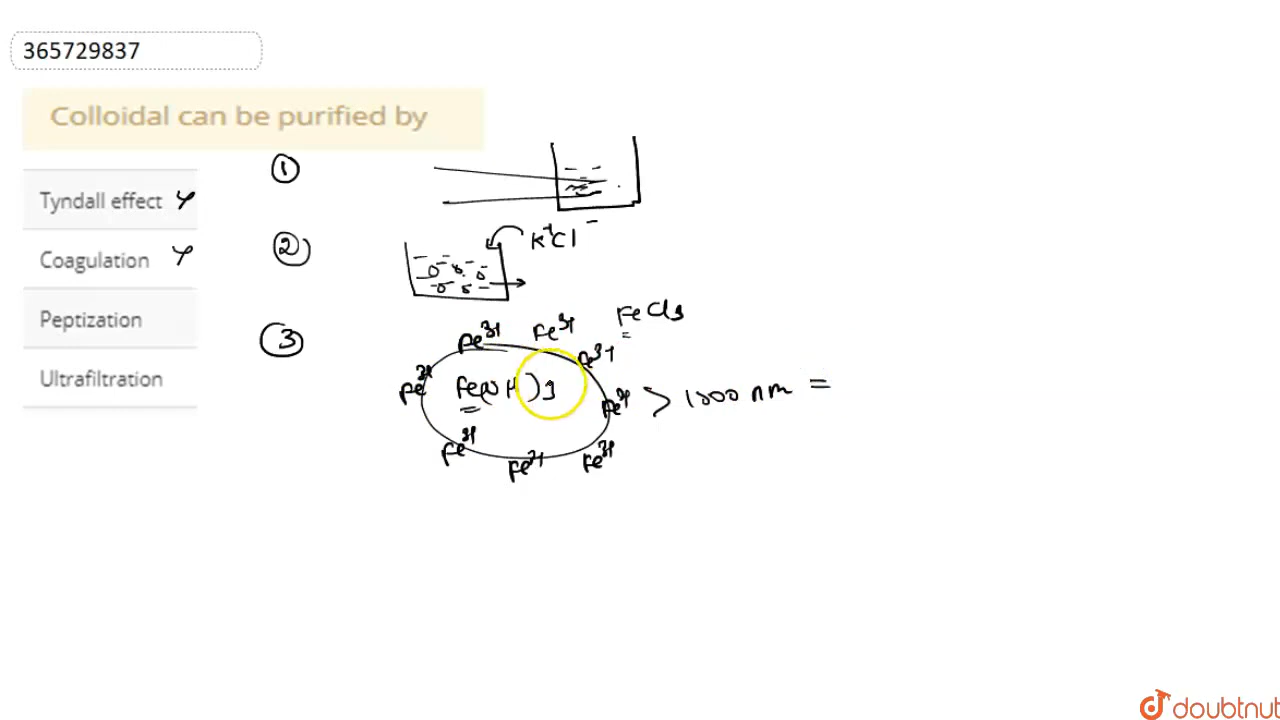 365729837
Colloidal can be purified by
Tyndall effect
Coagulation
Peptization
Ultrafiltration
1
2
K+Cl-
3
FeCl3
Fe3+ Fe3+ Fe3+
Fe3+ Fe(OH)3 Fe3+ > 1000 nm =
Fe3+ Fe3+ Fe3+
doubtnut